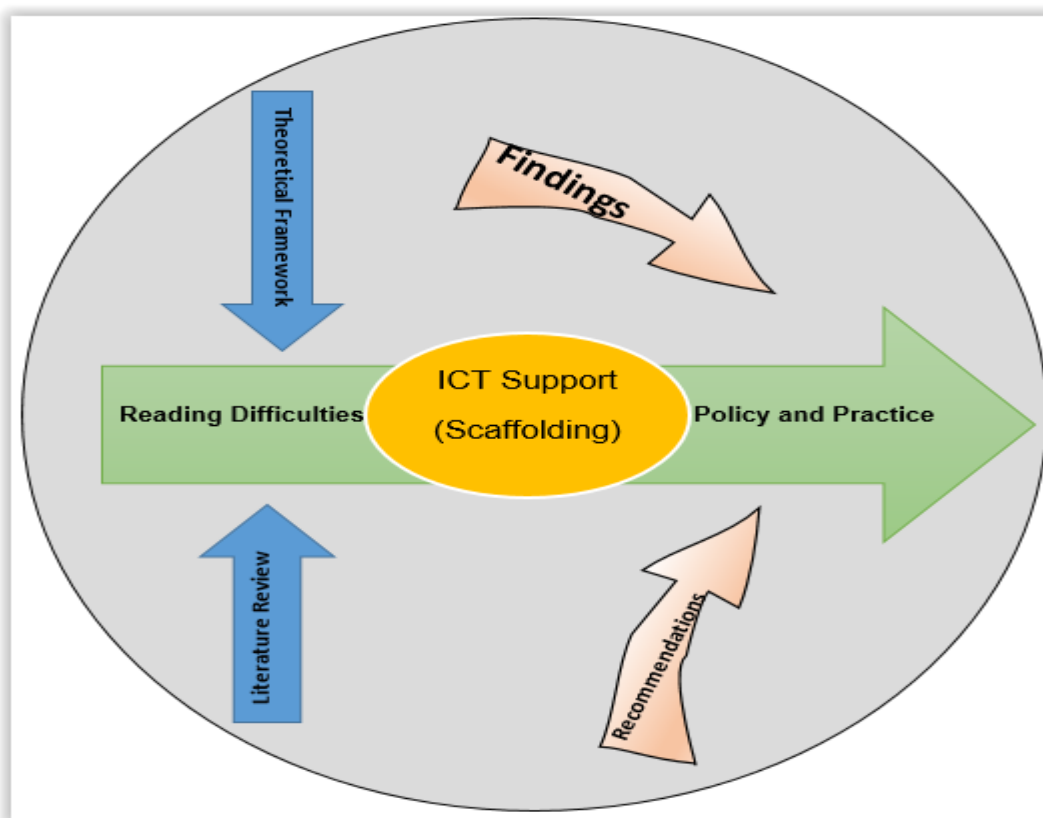 Theoretical Framework
Findings
ICT Support
(Scaffolding)
Reading Difficulties
Policy and Practice
Literature Review
Recommendations